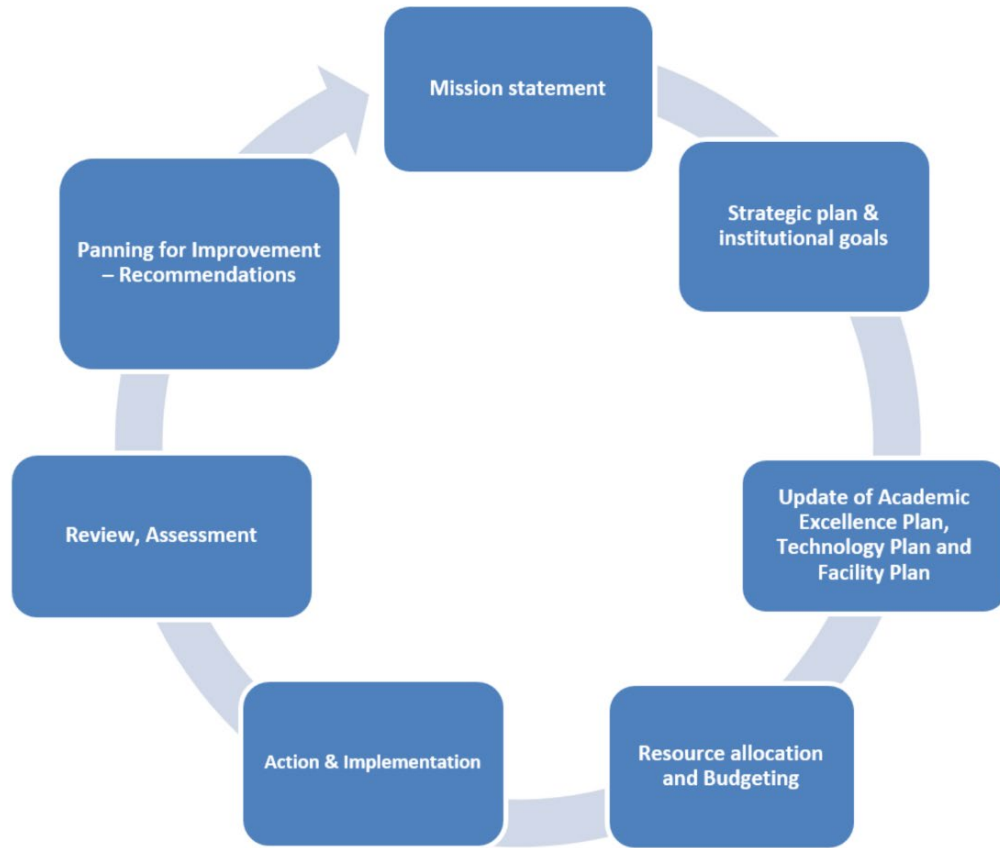 Mission statement
Strategic plan &
institutional goals
Update of Academic
Excellence Plan,
Technology Plan and
Facility Plan
Resource allocation
and Budgeting
Action & Implementation
Review, Assessment
Panning for Improvement
– Recommendations